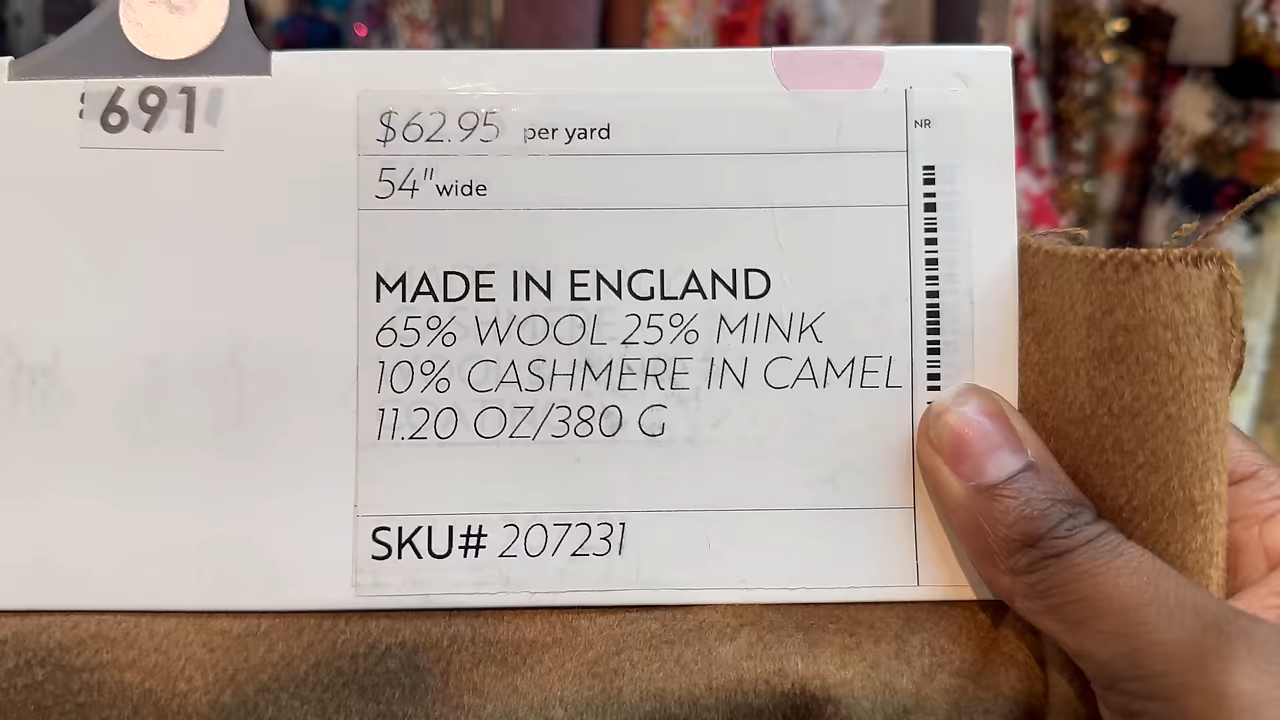 691
$62.95 per yard
54" wide
NR
MADE IN ENGLAND
65% WOOL 25% MINK
10% CASHMERE IN CAMEL
11.20 OZ/380 G
SKU# 207231